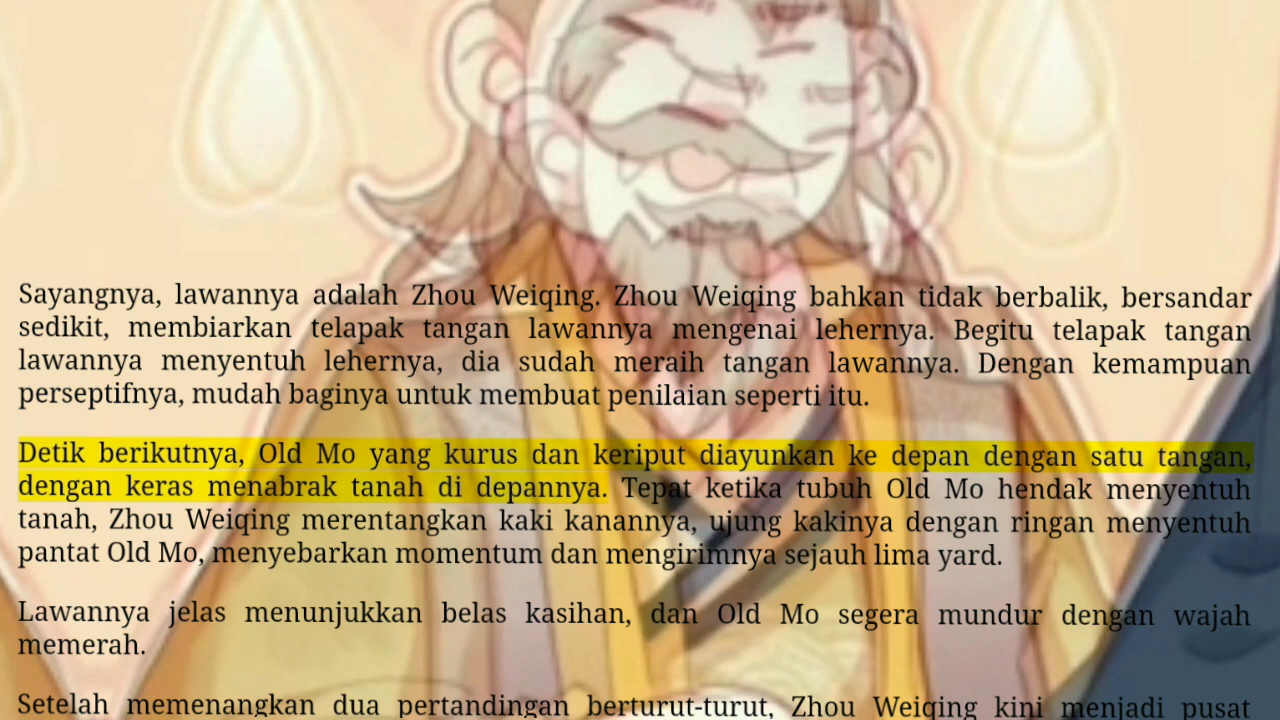 Sayangnya, lawannya adalah Zhou Weiqing. Zhou Weiqing bahkan tidak berbalik, bersandar
sedikit, membiarkan telapak tangan lawannya mengenai lehernya. Begitu telapak tangan
lawannya menyentuh lehernya, dia sudah meraih tangan lawannya. Dengan kemampuan
perseptifnya, mudah baginya untuk membuat penilaian seperti itu.
Detik berikutnya, Old Mo yang kurus dan keriput diayunkan ke depan dengan satu tangan,
dengan keras menabrak tanah di depannya. Tepat ketika tubuh Old Mo hendak menyentuh
tanah, Zhou Weiqing merentangkan kaki kanannya, ujung kakinya dengan ringan menyentuh
pantat Old Mo, menyebarkan momentum dan mengirimnya sejauh lima yard.
Lawannya jelas menunjukkan belas kasihan, dan Old Mo segera mundur dengan wajah
memerah.
Setelah memenangkan dua pertandingan berturut-turut, Zhou Weiqing kini menjadi pusat